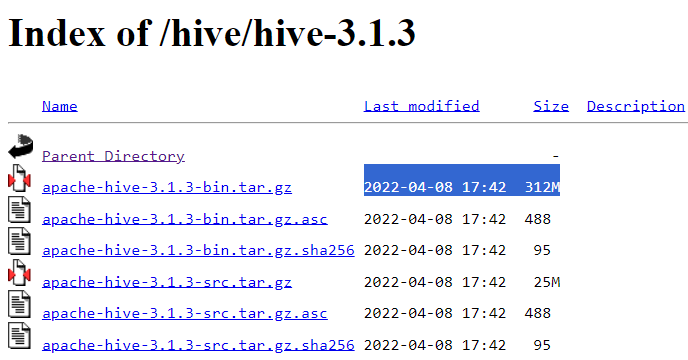 Index of /hive/hive-3.1.3
Name Last modified Size Description
Parent Directory -
apache-hive-3.1.3-bin.tar.gz 2022-04-08 17:42 312M
apache-hive-3.1.3-bin.tar.gz.asc 2022-04-08 17:42 488
apache-hive-3.1.3-bin.tar.gz.sha256 2022-04-08 17:42 95
apache-hive-3.1.3-src.tar.gz 2022-04-08 17:42 25M
apache-hive-3.1.3-src.tar.gz.asc 2022-04-08 17:42 488
apache-hive-3.1.3-src.tar.gz.sha256 2022-04-08 17:42 95